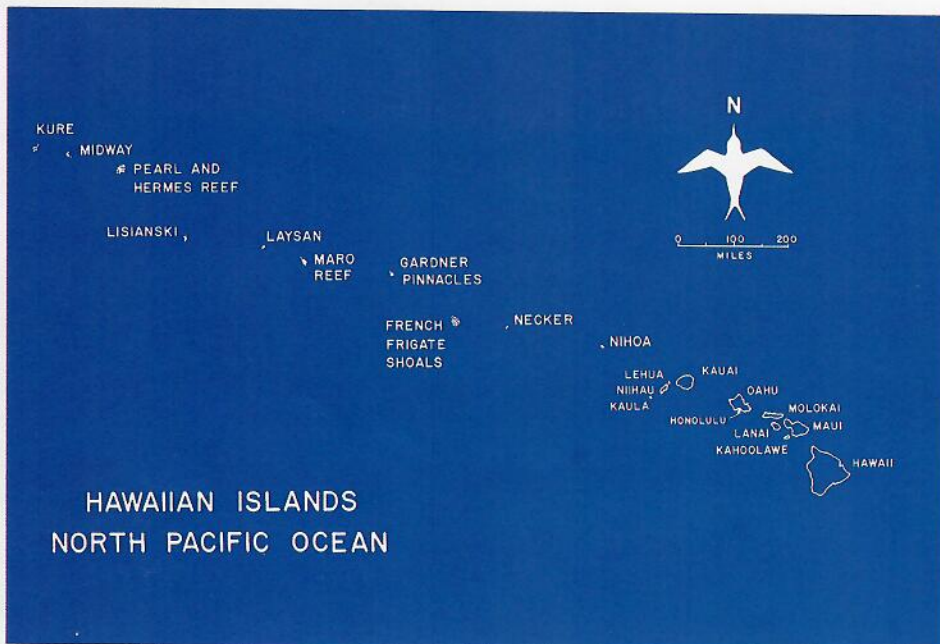 N
KURE
MIDWAY
PEARL AND
HERMES REEF
LISIANSKI
LAYSAN
0 100 200
MILES
MARO
REEF
GARDNER
PINNACLES
FRENCH
FRIGATE
SHOALS
NECKER
NIHOA
LEHUA
KAUAI
NIIHAU
OAHU
KAULA
MOLOKAI
HONOLULU
LANAI
MAUI
KAHOOLAWE
HAWAII
HAWAIIAN ISLANDS
NORTH PACIFIC OCEAN